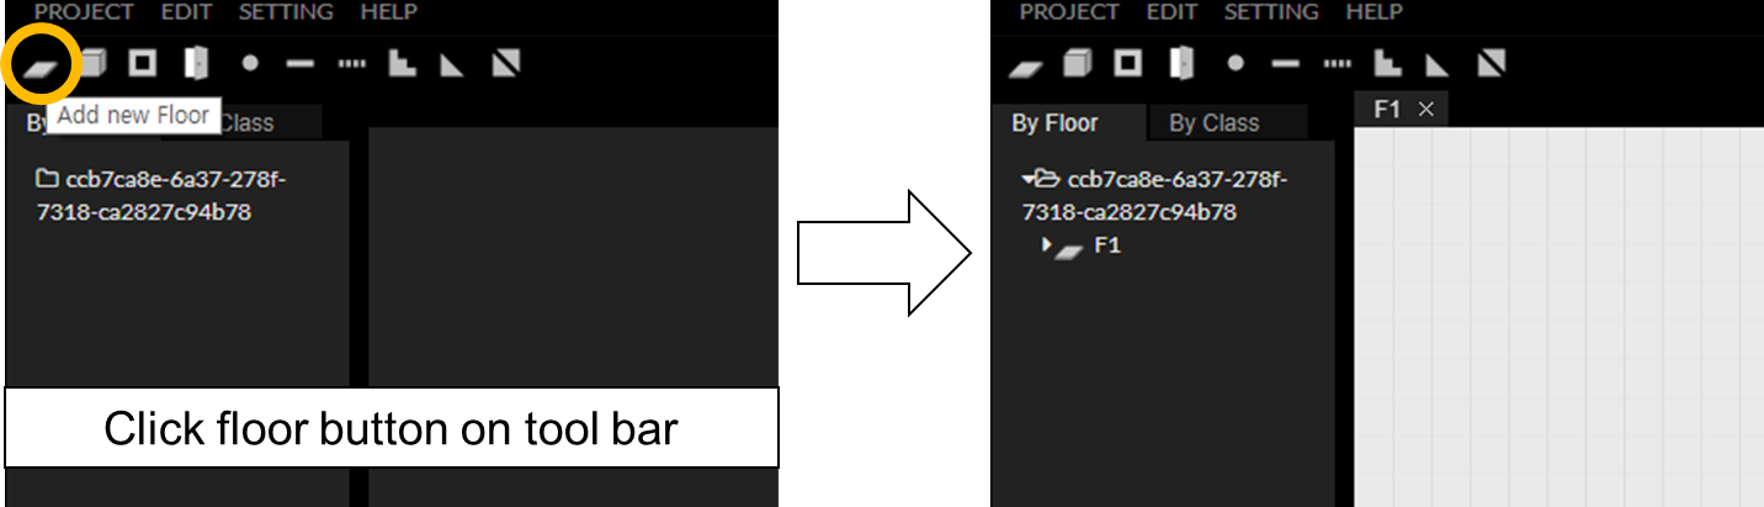 PROJECT EDIT SETTING HELP
Add new Floor
By Class
ccb7ca8e-6a37-278f-
7318-ca2827c94b78
Click floor button on tool bar
PROJECT EDIT SETTING HELP
By Floor By Class
F1 ×
ccb7ca8e-6a37-278f-
7318-ca2827c94b78
F1